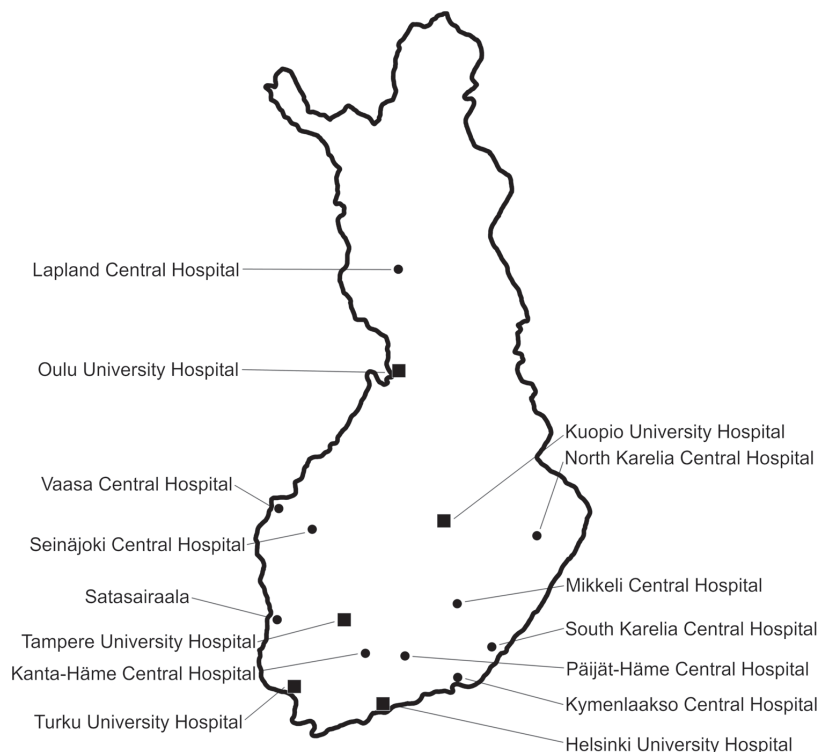 Lapland Central Hospital
Oulu University Hospital
Kuopio University Hospital
North Karelia Central Hospital
Vaasa Central Hospital
Seinäjoki Central Hospital
Mikkeli Central Hospital
Satasairaala
South Karelia Central Hospital
Tampere University Hospital
Päijät-Häme Central Hospital
Kanta-Häme Central Hospital
Kymenlaakso Central Hospital
Turku University Hospital
Helsinki University Hospital